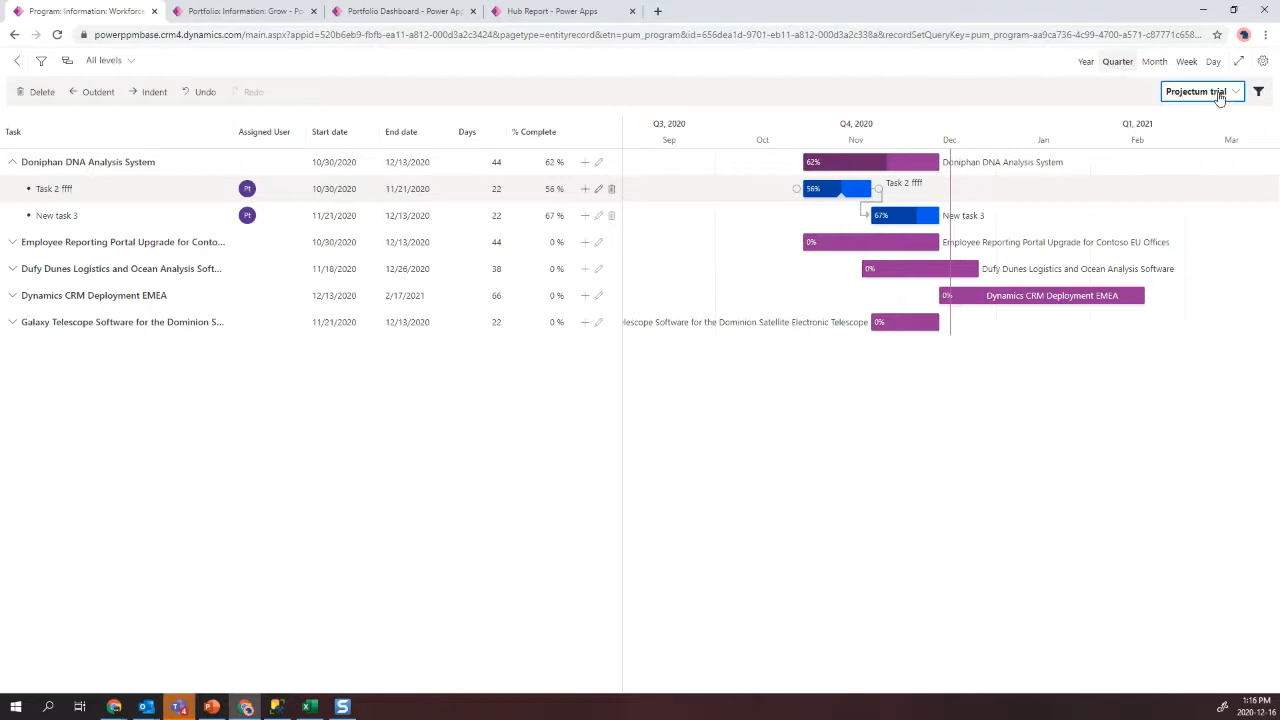 Program: Information: Workforc
Portfolio: Information: Grow - P
Portfolio Dashboard - Power Ap
Hub Report - Power Apps
powerppmbase.crm4.dynamics.com/main.aspx?appid=520b6eb9-fbfb-ea11-a812-000d3a2c3424&pagetype=entityrecord&etn=pum_program&id=656dea1d-9701-eb11-a812-000d3a2c338a&recordSetQueryKey=pum_program-aa9ca736-4c99-4700-a571-c87771c658...
All levels
Year Quarter Month Week Day
Delete Outdent Indent Undo Redo
Projectum trial
Task Assigned User Start date End date Days % Complete
Q3, 2020 Q4, 2020 Q1, 2021
Sep Oct Nov Dec Jan Feb Mar
Doniphan DNA Analysis System 10/30/2020 12/13/2020 44 62 % 62% Doniphan DNA Analysis System
Task 2 ffff Pt 10/30/2020 11/21/2020 22 56 % 56% Task 2 ffff
New task 3 Pt 11/21/2020 12/13/2020 22 67 % 67% New task 3
Employee Reporting Portal Upgrade for Conto... 10/30/2020 12/13/2020 44 0 % 0% Employee Reporting Portal Upgrade for Contoso EU Offices
Dufy Dunes Logistics and Ocean Analysis Soft... 11/18/2020 12/26/2020 38 0 % 0% Dufy Dunes Logistics and Ocean Analysis Software
Dynamics CRM Deployment EMEA 12/13/2020 2/17/2021 66 0 % 0% Dynamics CRM Deployment EMEA
Galaxy Telescope Software for the Dominion S... 11/21/2020 12/13/2020 22 0 % elescope Software for the Dominion Satellite Electronic Telescope 0%
1:16 PM
2020-12-16